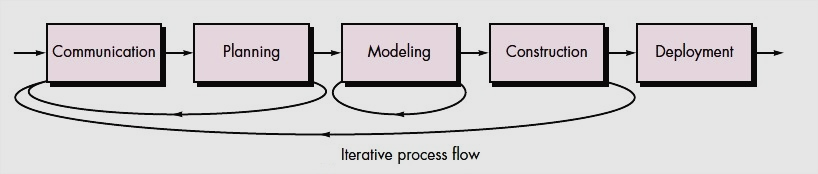 Communication
Planning
Modeling
Construction
Deployment
Iterative process flow